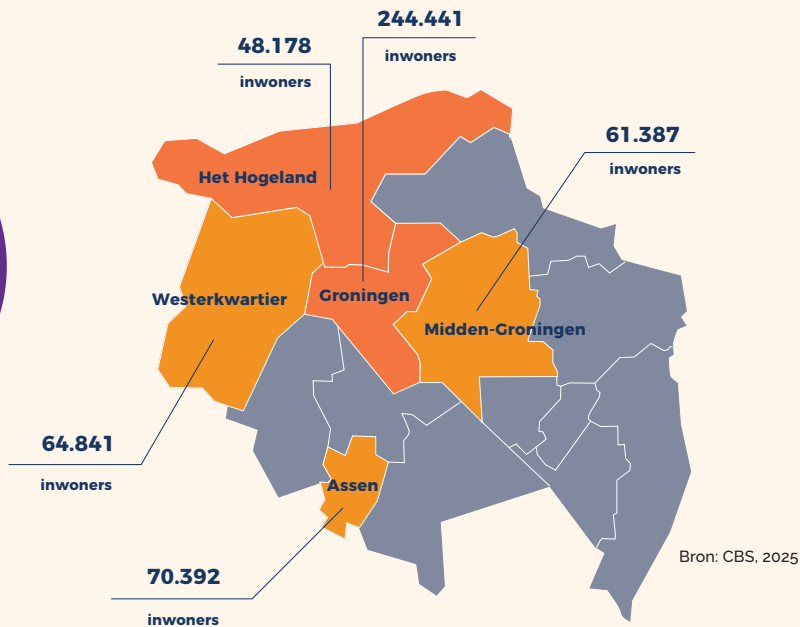 244.441
inwoners
48.178
inwoners
61.387
inwoners
Het Hogeland
Westerkwartier
Groningen
Midden-Groningen
64.841
inwoners
Assen
70.392
inwoners
Bron: CBS, 2025